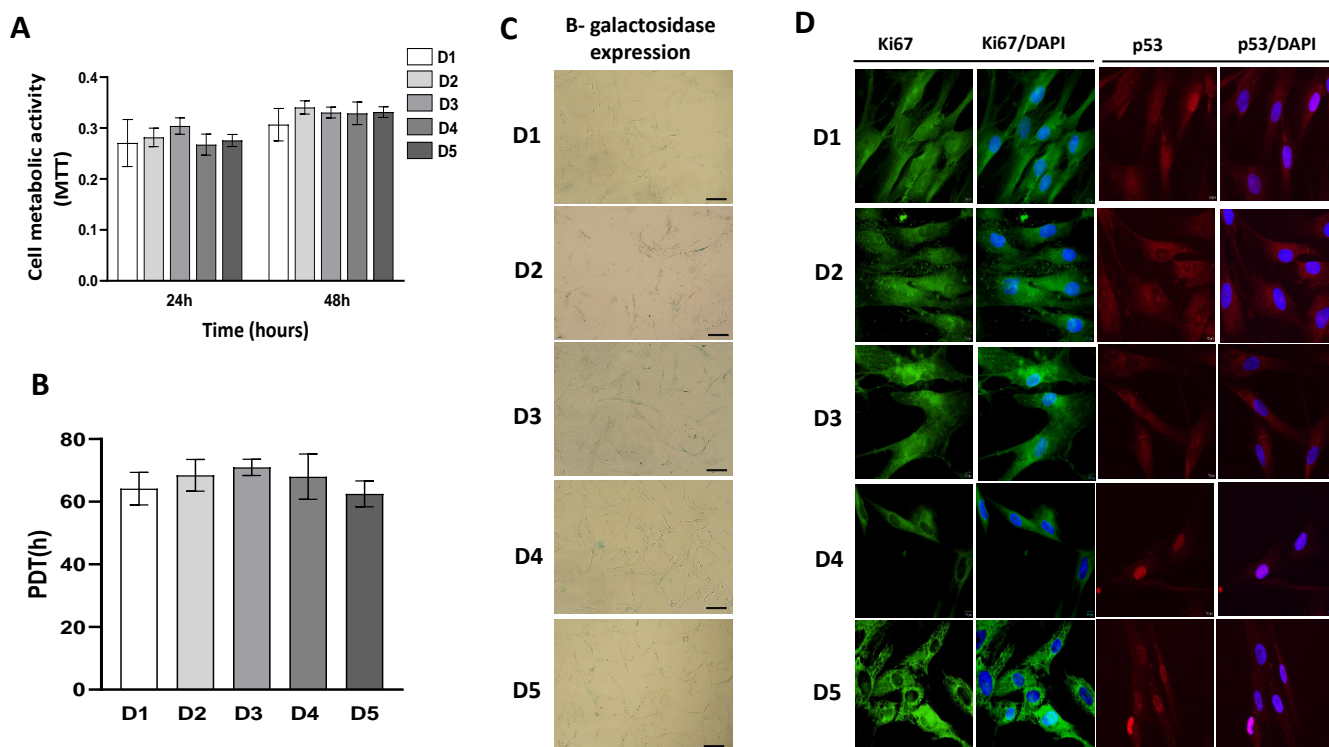 A
D1
D2
D3
D4
D5
Cell metabolic activity
(MTT)
0.4
0.3
0.2
0.1
0.0
24h
48h
Time (hours)
B
PDT(h)
80
60
40
20
0
D1 D2 D3 D4 D5
C
B- galactosidase
expression
D1
D2
D3
D4
D5
D
Ki67 Ki67/DAPI p53 p53/DAPI
D1
D2
D3
D4
D5